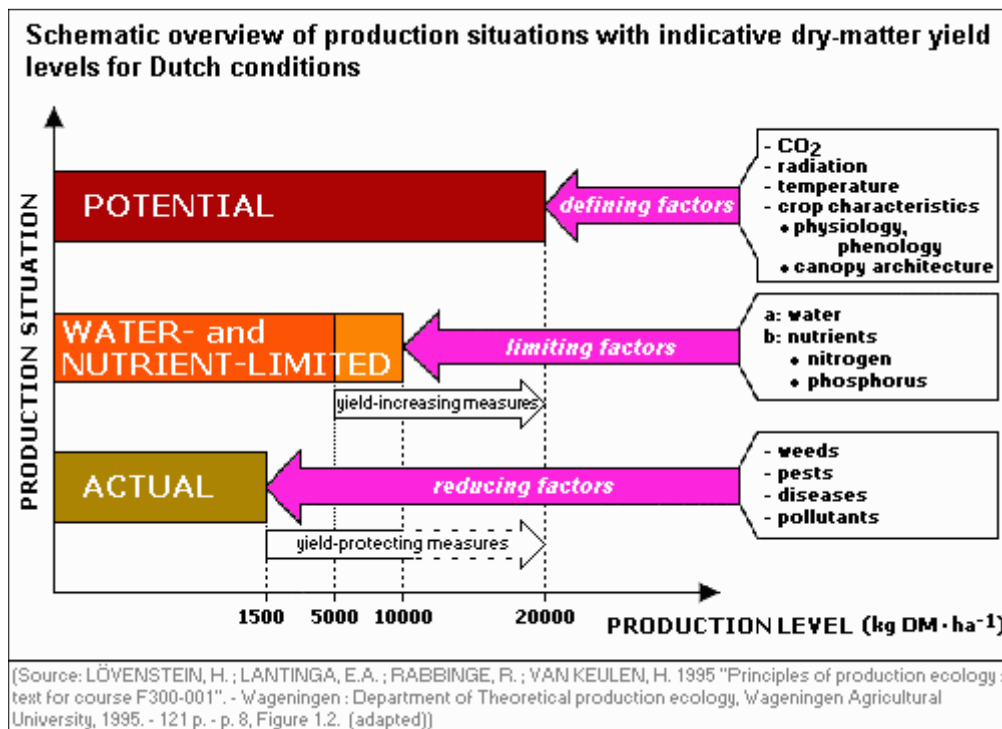 Schematic overview of production situations with indicative dry-matter yield
levels for Dutch conditions
PRODUCTION SITUATION
POTENTIAL
defining factors
- CO2
- radiation
- temperature
- crop characteristics
• physiology,
phenology
• canopy architecture
WATER- and
NUTRIENT-LIMITED
limiting factors
a: water
b: nutrients
• nitrogen
• phosphorus
yield-increasing measures
ACTUAL
reducing factors
- weeds
- pests
- diseases
- pollutants
yield-protecting measures
1500 5000 10000 20000
PRODUCTION LEVEL (kg DM·ha-1)
(Source: LÖVENSTEIN, H. ; LANTINGA, E.A. ; RABBINGE, R. ; VAN KEULEN, H. 1995 "Principles of production ecology :
text for course F300-001". - Wageningen : Department of Theoretical production ecology, Wageningen Agricultural
University, 1995. - 121 p. - p. 8, Figure 1.2. (adapted))